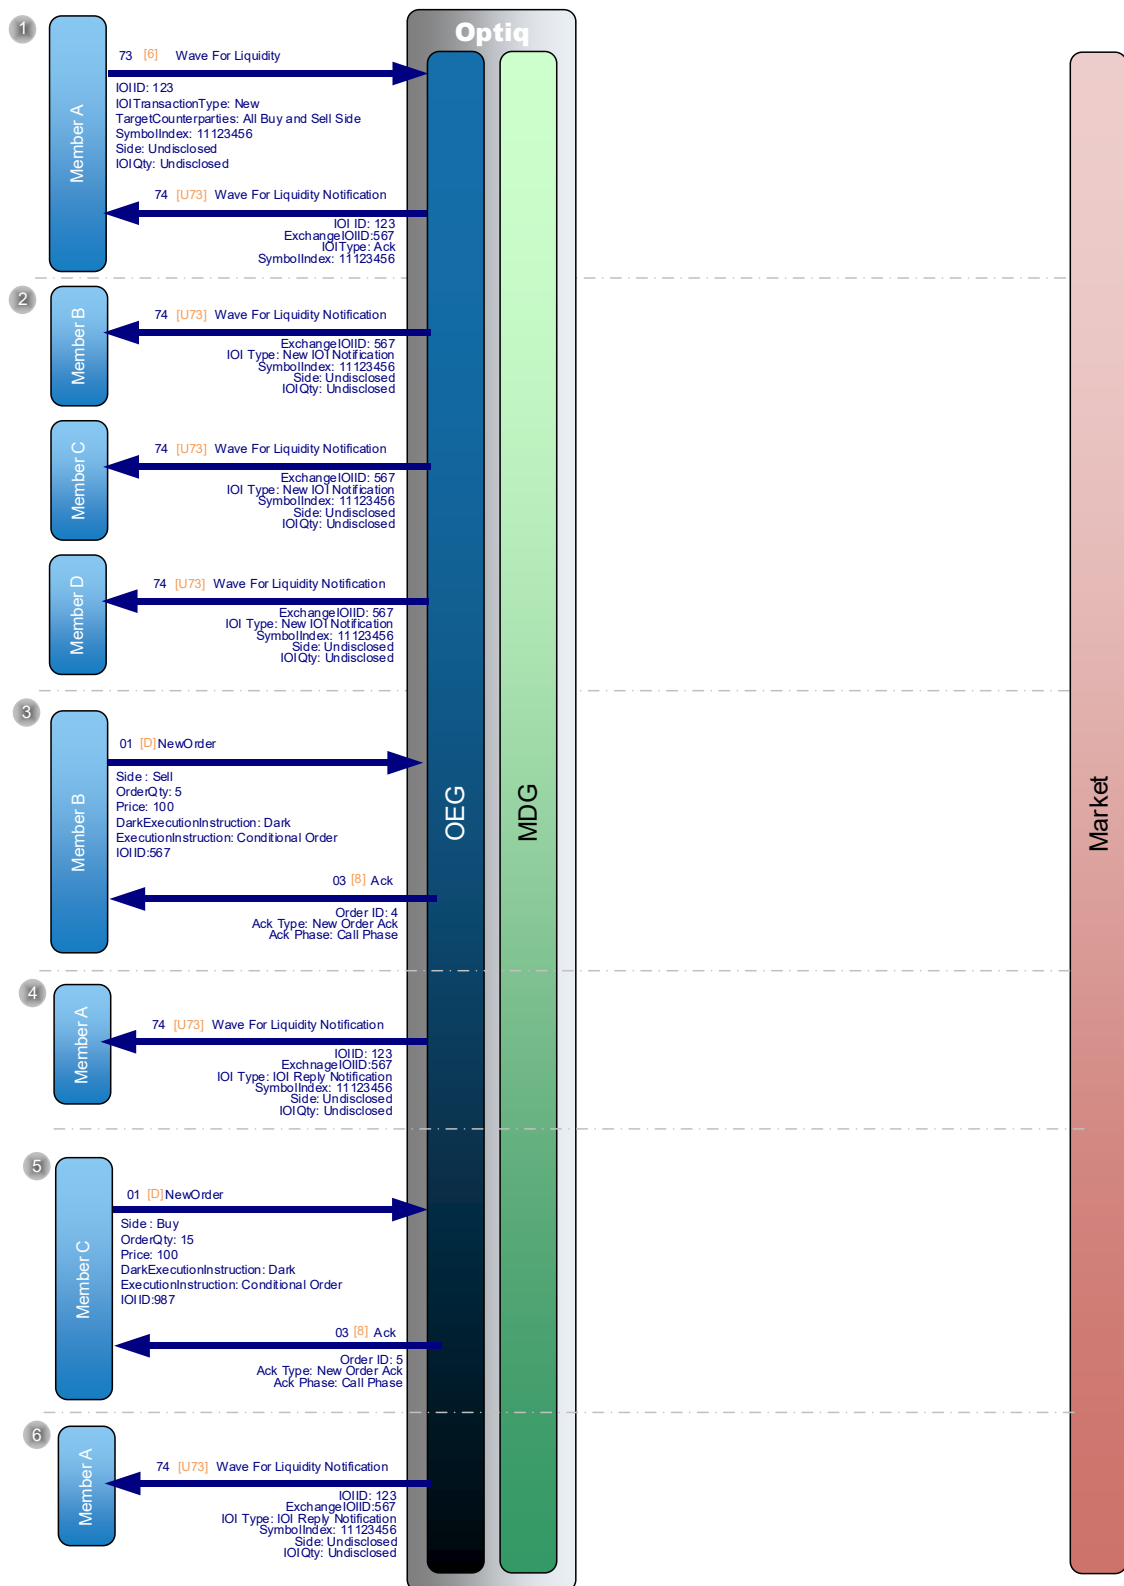 1
Optiq
73 [6] Wave For Liquidity
IOIID: 123
IOITransactionType: New
TargetCounterparties: All Buy and Sell Side
SymbolIndex: 11123456
Side: Undisclosed
IOIQty: Undisclosed
Member A
74 [U73] Wave For Liquidity Notification
IOI ID: 123
ExchangeIOIID:567
IOIType: Ack
SymbolIndex: 11123456
2
Member B
74 [U73] Wave For Liquidity Notification
ExchangeIOIID: 567
IOI Type: New IOI Notification
SymbolIndex: 11123456
Side: Undisclosed
IOIQty: Undisclosed
Member C
74 [U73] Wave For Liquidity Notification
ExchangeIOIID: 567
IOI Type: New IOI Notification
SymbolIndex: 11123456
Side: Undisclosed
IOIQty: Undisclosed
Member D
74 [U73] Wave For Liquidity Notification
ExchangeIOIID: 567
IOI Type: New IOI Notification
SymbolIndex: 11123456
Side: Undisclosed
IOIQty: Undisclosed
3
Member B
01 [D] NewOrder
Side : Sell
OrderQty: 5
Price: 100
DarkExecutionInstruction: Dark
ExecutionInstruction: Conditional Order
IOIID:567
OEG
MDG
Market
03 [8] Ack
Order ID: 4
Ack Type: New Order Ack
Ack Phase: Call Phase
4
Member A
74 [U73] Wave For Liquidity Notification
IOIID: 123
ExchnageIOIID:567
IOI Type: IOI Reply Notification
SymbolIndex: 11123456
Side: Undisclosed
IOIQty: Undisclosed
5
Member C
01 [D] NewOrder
Side : Buy
OrderQty: 15
Price: 100
DarkExecutionInstruction: Dark
ExecutionInstruction: Conditional Order
IOIID:987
03 [8] Ack
Order ID: 5
Ack Type: New Order Ack
Ack Phase: Call Phase
6
Member A
74 [U73] Wave For Liquidity Notification
IOIID: 123
ExchangeIOIID:567
IOI Type: IOI Reply Notification
SymbolIndex: 11123456
Side: Undisclosed
IOIQty: Undisclosed